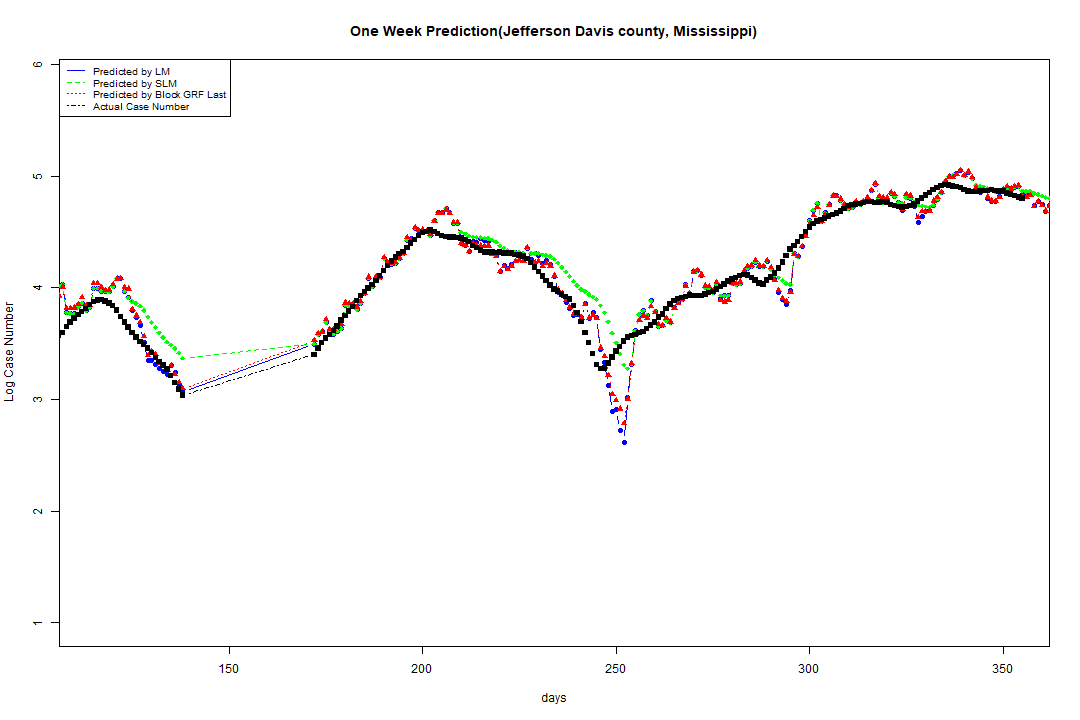 One Week Prediction(Jefferson Davis county, Mississippi)
Predicted by LM
Predicted by SLM
Predicted by Block GRF Last
Actual Case Number
6
5
4
3
2
1
Log Case Number
150 200 250 300 350
days